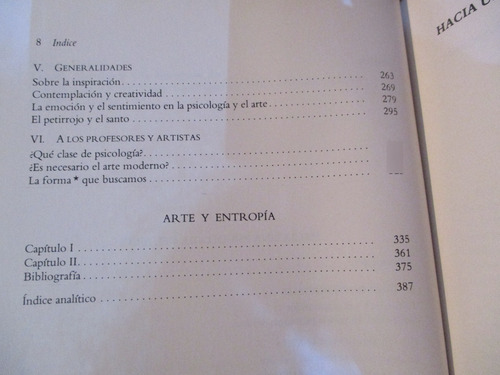 8 Indice
HACIA U
V. GENERALIDADES
Sobre la inspiración 263
Contemplación y creatividad 269
La emoción y el sentimiento en la psicología y el arte 279
El petirrojo y el santo 295
VI. A LOS PROFESORES Y ARTISTAS
¿Qué clase de psicología?
¿Es necesario el arte moderno?
La forma * que buscamos
ARTE Y ENTROPÍA
Capítulo I 335
Capítulo II 361
Bibliografía 375
Índice analítico 387